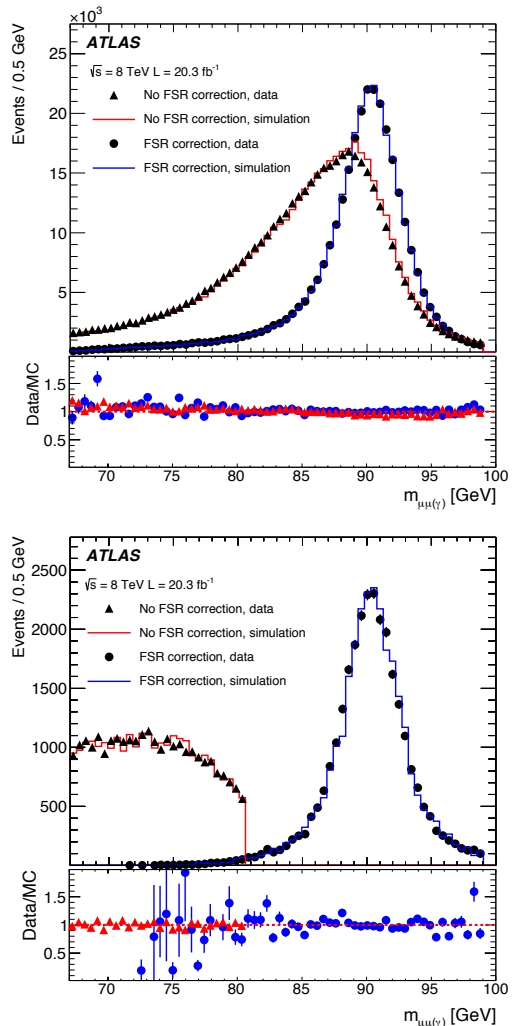 ×10³
ATLAS
√s = 8 TeV L = 20.3 fb⁻¹
No FSR correction, data
No FSR correction, simulation
FSR correction, data
FSR correction, simulation
Events / 0.5 GeV
25
20
15
10
5
Data/MC
1.5
1
0.5
70 75 80 85 90 95 100
m_μμ(γ) [GeV]
ATLAS
√s = 8 TeV L = 20.3 fb⁻¹
No FSR correction, data
No FSR correction, simulation
FSR correction, data
FSR correction, simulation
Events / 0.5 GeV
2500
2000
1500
1000
500
Data/MC
1.5
1
0.5
70 75 80 85 90 95 100
m_μμ(γ) [GeV]